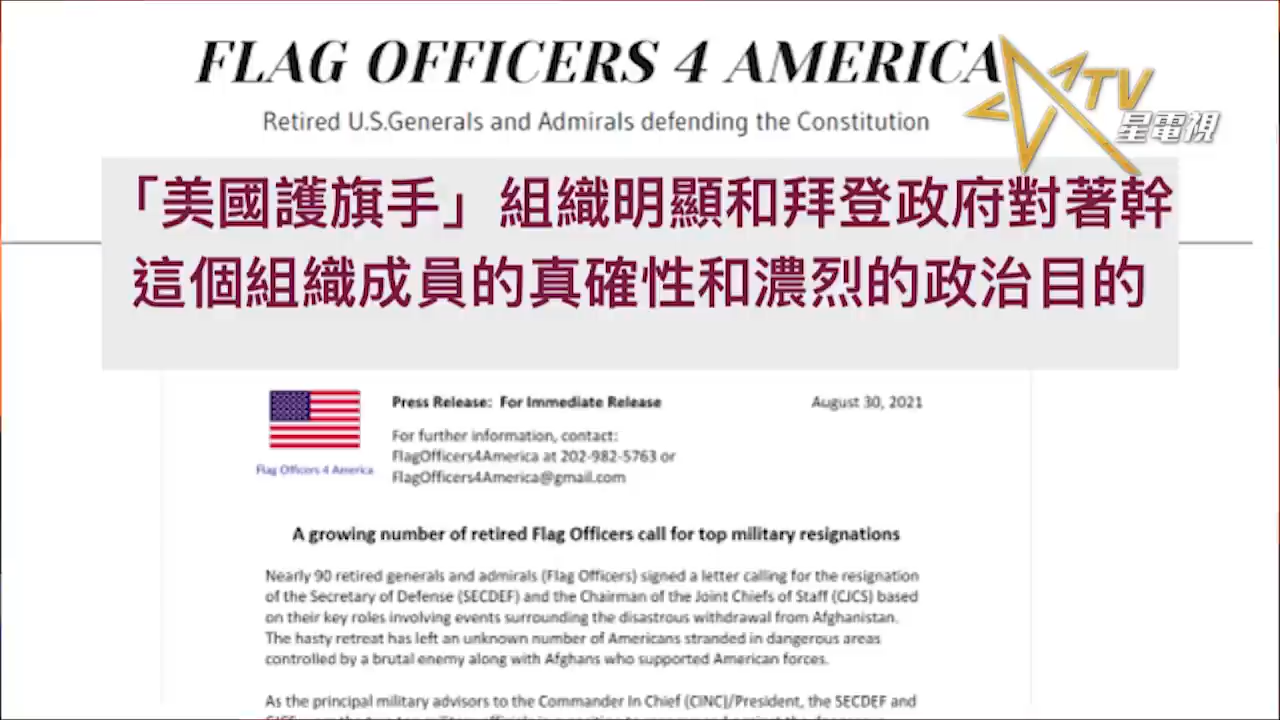 FLAG OFFICERS 4 AMERICA
TV
星電視
Retired U.S.Generals and Admirals defending the Constitution
「美國護旗手」組織明顯和拜登政府對著幹
這個組織成員的真確性和濃烈的政治目的
Press Release: For Immediate Release August 30, 2021
For further information, contact:
FlagOfficers4America at 202-982-5763 or
FlagOfficers4America@gmail.com
Flag Officers 4 America
A growing number of retired Flag Officers call for top military resignations
Nearly 90 retired generals and admirals (Flag Officers) signed a letter calling for the resignation
of the Secretary of Defense (SECDEF) and the Chairman of the Joint Chiefs of Staff (CJCS) based
on their key roles involving events surrounding the disastrous withdrawal from Afghanistan.
The hasty retreat has left an unknown number of Americans stranded in dangerous areas
controlled by a brutal enemy along with Afghans who supported American forces.
As the principal military advisors to the Commander In Chief (CINC)/President, the SECDEF and